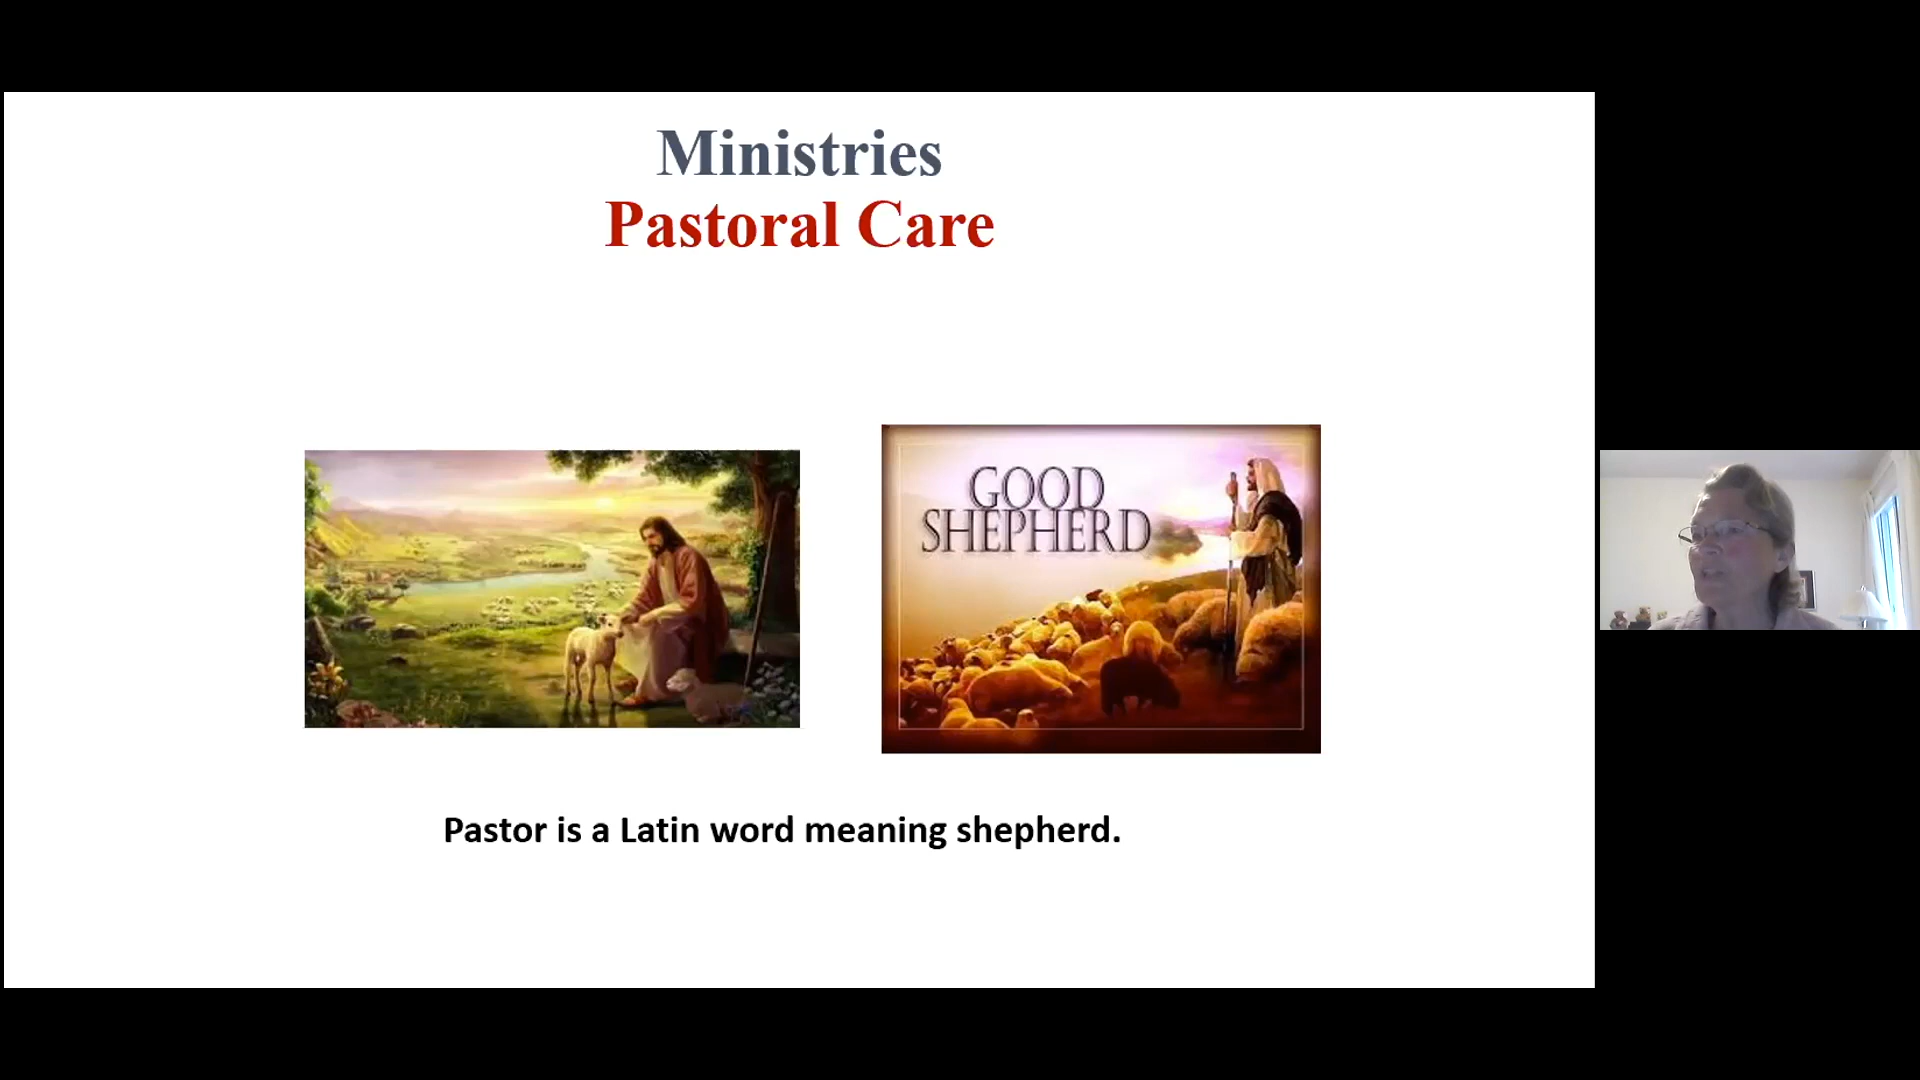 Ministries
Pastoral Care
GOOD
SHEPHERD
Pastor is a Latin word meaning shepherd.